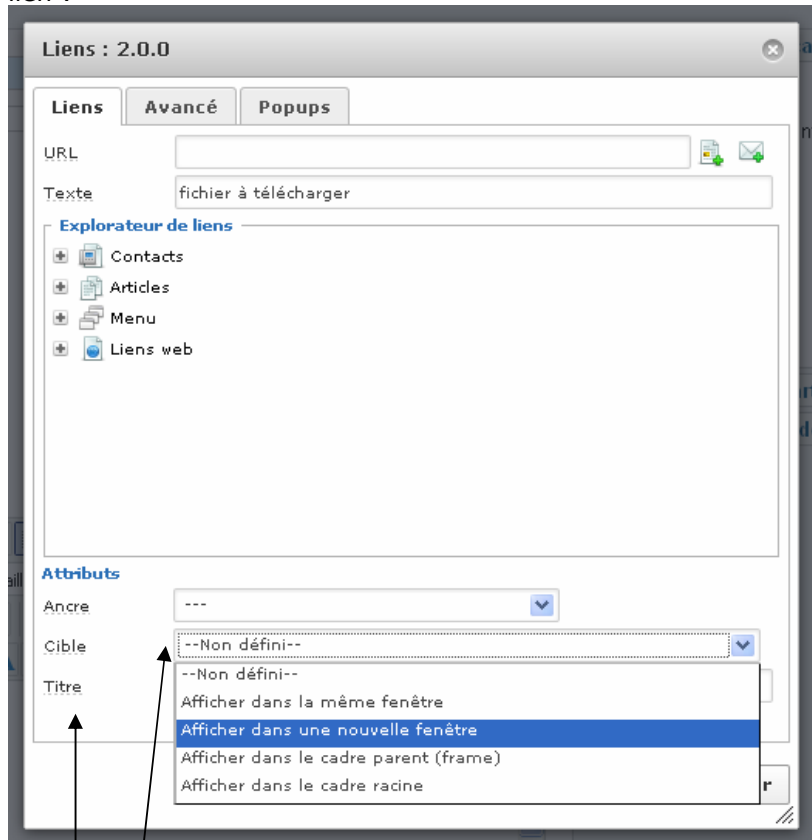 Liens : 2.0.0
Liens Avancé Popups
URL
Texte fichier à télécharger
Explorateur de liens
Contacts
Articles
Menu
Liens web
Attributs
Ancre ---
Cible --Non défini--
--Non défini--
Titre
Afficher dans la même fenêtre
Afficher dans une nouvelle fenêtre
Afficher dans le cadre parent (frame)
Afficher dans le cadre racine